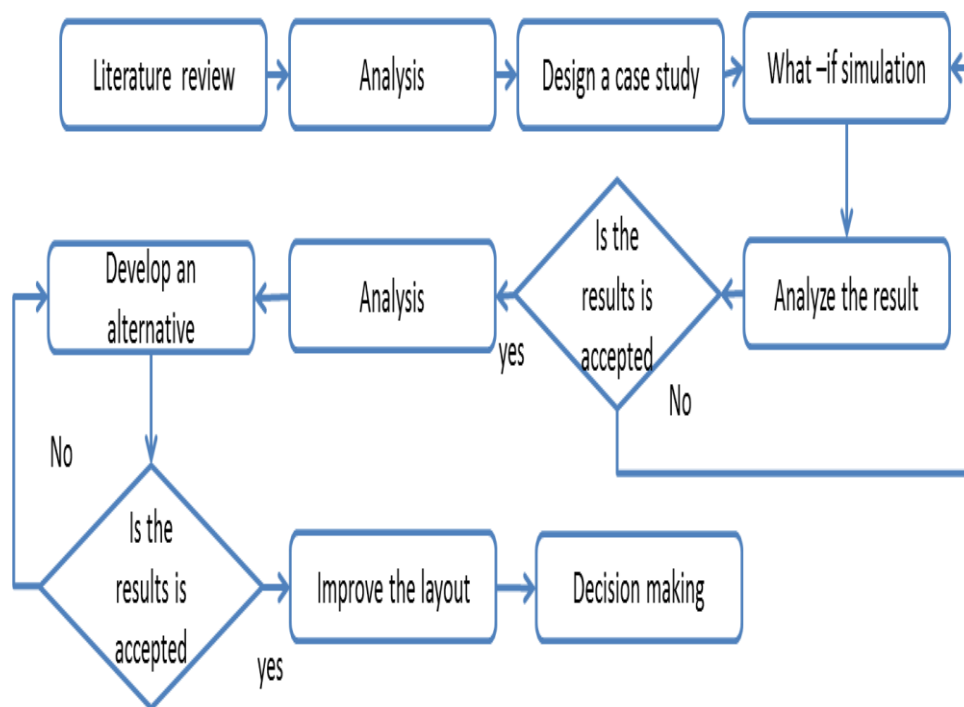 Literature review
Analysis
Design a case study
What –if simulation
Analyze the result
Is the
results is
accepted
No
yes
Analysis
Develop an
alternative
No
Is the
results is
accepted
yes
Improve the layout
Decision making